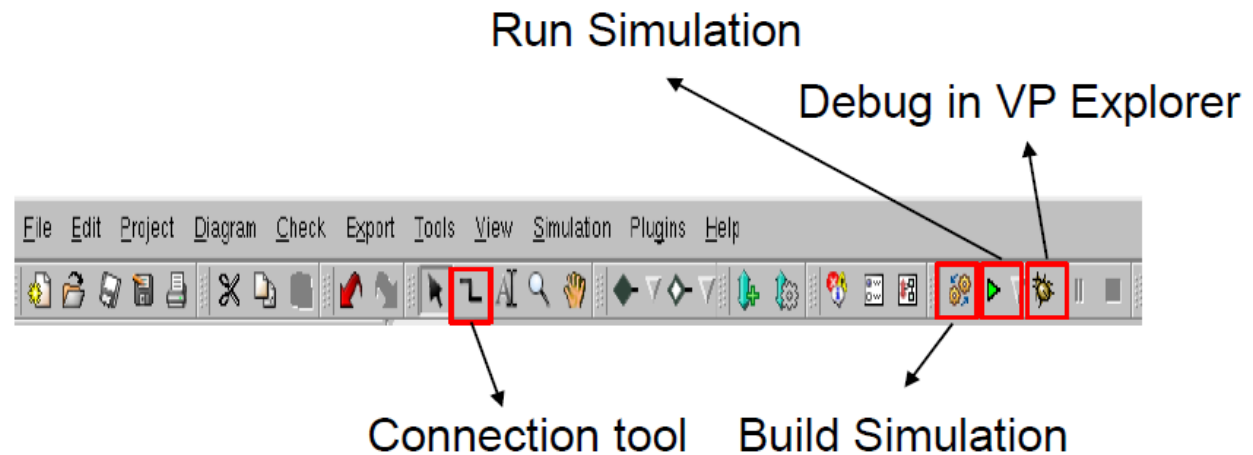 Run Simulation
Debug in VP Explorer
File Edit Project Diagram Check Export Tools View Simulation Plugins Help
Connection tool Build Simulation